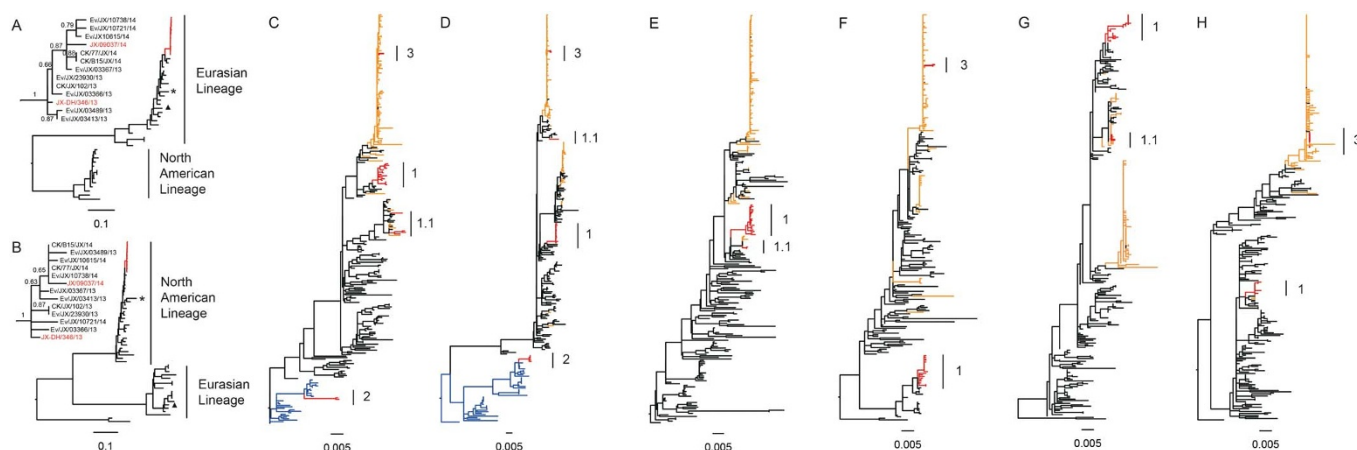 A
0.79
Ev/JX/10738/14
Ev/JX/10721/14
Ev/JX10615/14
0.67
JX/09037/14
0.88
CK/77/JX/14
CK/B15/JX/14
0.66
Ev/JX/03367/13
Ev/JX/23930/13
CK/JX/102/13
Ev/JX/03366/13
1
JX-DH/346/13
Ev/JX/03489/13
0.87
Ev/JX/03413/13
*
Eurasian
Lineage
North
American
Lineage
0.1
B
CK/B15/JX/14
Ev/JX/03489/13
Ev/JX/10615/14
CK/77/JX/14
0.65
Ev/JX/10738/14
0.63
JX/09037/14
Ev/JX/03367/13
Ev/JX/03413/13
0.87
CK/JX/102/13
Ev/JX/23930/13
1
Ev/JX/10721/14
Ev/JX/03366/13
JX-DH/346/13
*
North
American
Lineage
Eurasian
Lineage
0.1
C
3
1
1.1
2
0.005
D
3
1.1
1
2
0.005
E
1
1.1
0.005
F
3
1
0.005
G
1
1.1
0.005
H
3
1
0.005